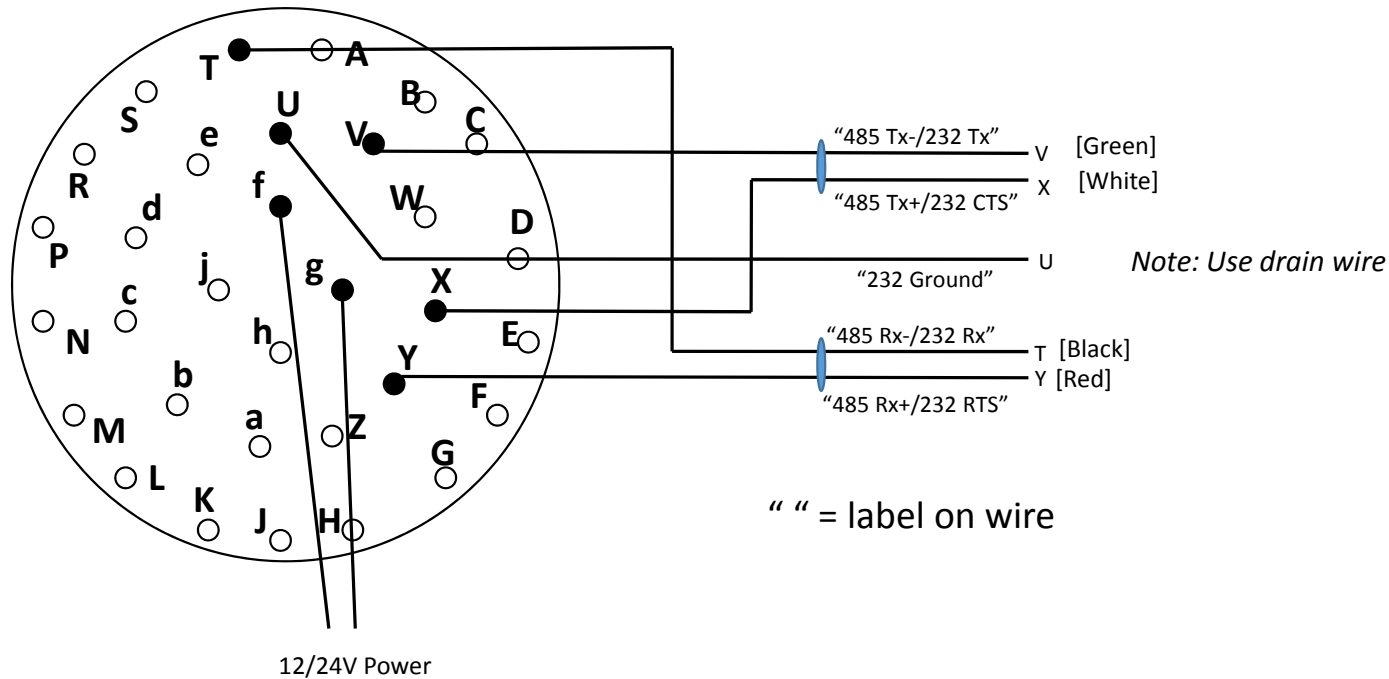 T
A
S
U
B
e
V
C
R
f
W
d
D
P
j
g
X
c
N
h
E
Y
b
F
M
a
Z
G
L
K
J
H
12/24V Power
“485 Tx-/232 Tx”
V [Green]
X [White]
“485 Tx+/232 CTS”
U Note: Use drain wire
“232 Ground”
“485 Rx-/232 Rx”
T [Black]
Y [Red]
“485 Rx+/232 RTS”
“ “ = label on wire